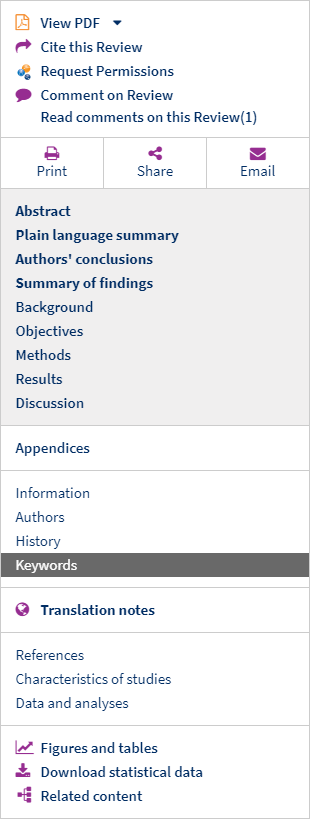 View PDF
Cite this Review
Request Permissions
Comment on Review
Read comments on this Review(1)
Print Share Email
Abstract
Plain language summary
Authors' conclusions
Summary of findings
Background
Objectives
Methods
Results
Discussion
Appendices
Information
Authors
History
Keywords
Translation notes
References
Characteristics of studies
Data and analyses
Figures and tables
Download statistical data
Related content